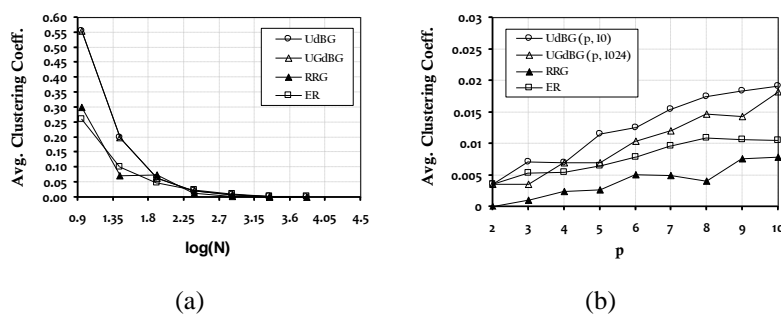 Avg. Clustering Coeff.
0.60
0.55
0.50
0.45
0.40
0.35
0.30
0.25
0.20
0.15
0.10
0.05
0.00
0.9 1.35 1.8 2.25 2.7 3.15 3.6 4.05 4.5
log(N)
UdBG
UGdBG
RRG
ER
(a)
Avg. Clustering Coeff.
0.03
0.025
0.02
0.015
0.01
0.005
0
2 3 4 5 6 7 8 9 10
p
UdBG (p, 10)
UGdBG (p, 1024)
RRG
ER
(b)